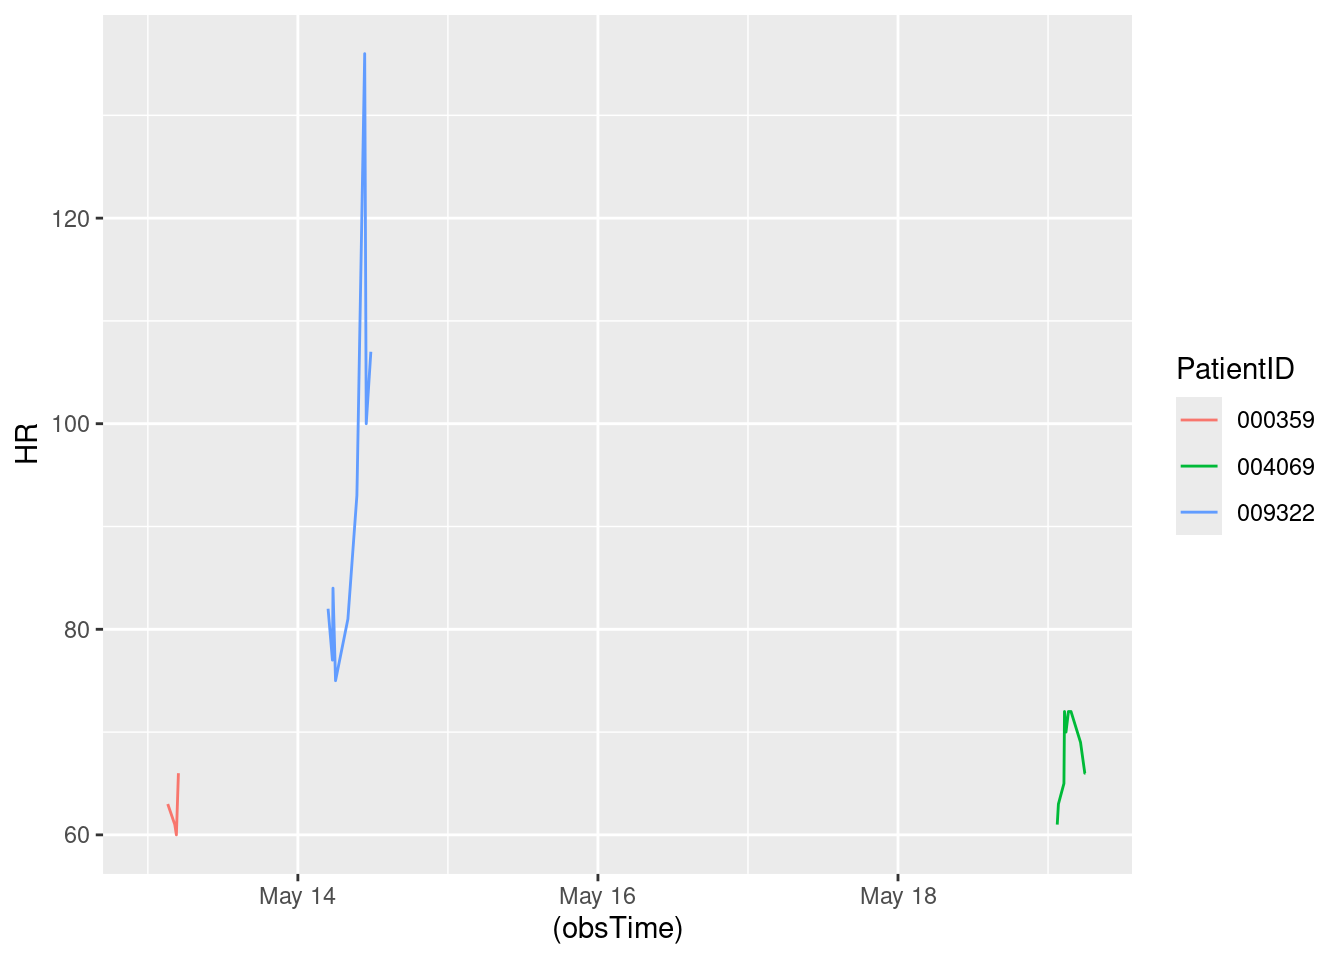 HR
120
100
80
60
May 14
May 16
May 18
(obsTime)
PatientID
000359
004069
009322